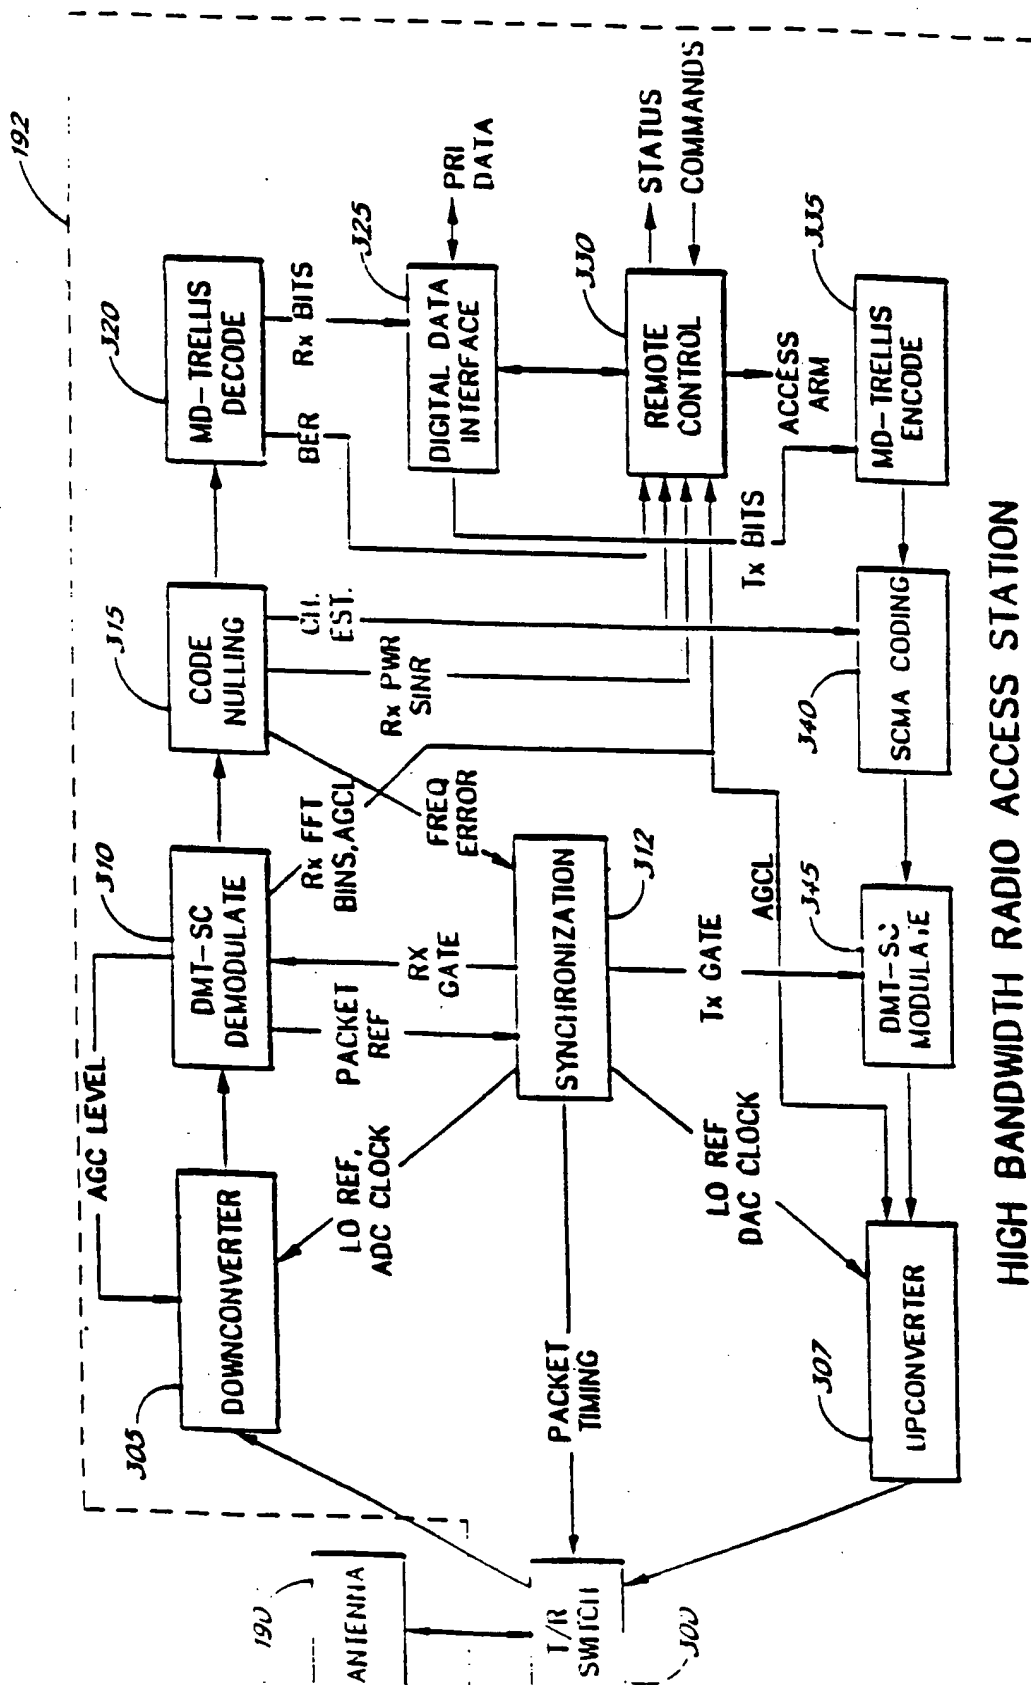 192
AGC LEVEL
305
DOWNCONVERTER
310
DMT-SC
DEMODULATE
315
CODE
NULLING
320
MD-TRELLIS
DECODE
LO REF,
ADC CLOCK
PACKET
REF
RX
GATE
Rx FFT
BINS,AGCL
FREQ
ERROR
Rx PWR
SINR
CH.
EST.
BER
Rx BITS
325
DIGITAL DATA
INTERFACE
PRI
DATA
190
ANTENNA
T/R
SWITCH
300
PACKET
TIMING
SYNCHRONIZATION
312
330
REMOTE
CONTROL
STATUS
COMMANDS
ACCESS
ARM
Tx BITS
LO REF
DAC CLOCK
Tx GATE
AGCL
307
UPCONVERTER
345
DMT-SC
MODULATE
340
SCMA CODING
335
MD-TRELLIS
ENCODE
HIGH BANDWIDTH RADIO ACCESS STATION